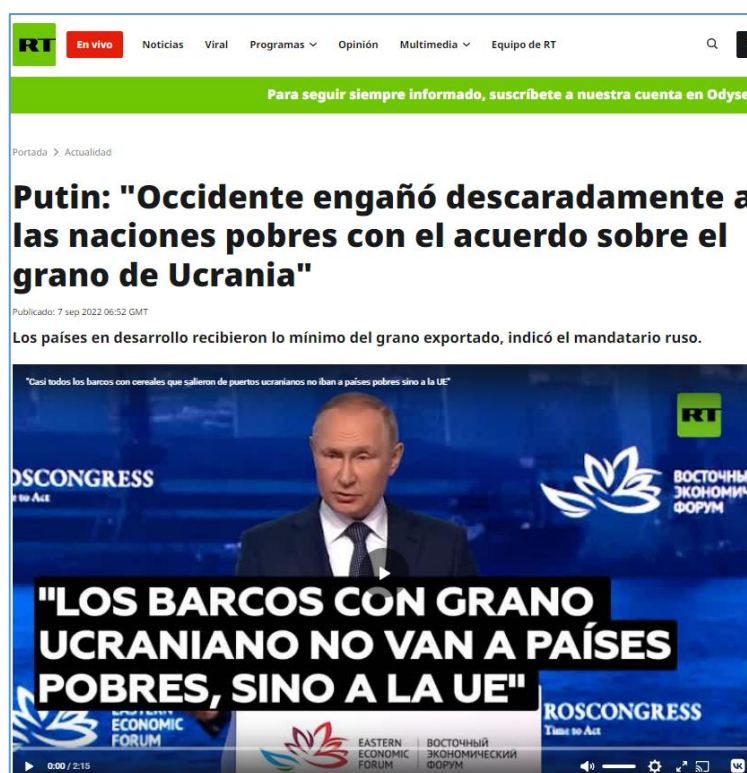 RT
En vivo
Noticias
Viral
Programas
Opinión
Multimedia
Equipo de RT
Para seguir siempre informado, suscríbete a nuestra cuenta en Odyse
Portada > Actualidad
Putin: "Occidente engañó descaradamente a
las naciones pobres con el acuerdo sobre el
grano de Ucrania"
Publicado: 7 sep 2022 06:52 GMT
Los países en desarrollo recibieron lo mínimo del grano exportado, indicó el mandatario ruso.
"Casi todos los barcos con cereales que salieron de puertos ucranianos no iban a países pobres sino a la UE"
RT
OSCONGRESS
e to Act
ВОСТОЧНЫ
ЭКОНОМИЧ
ФОРУМ
"LOS BARCOS CON GRANO
UCRANIANO NO VAN A PAÍSES
POBRES, SINO A LA UE"
EASTERN
ECONOMIC
FORUM
EASTERN
ECONOMIC
FORUM
ВОСТОЧНЫЙ
ЭКОНОМИЧЕСКИЙ
ФОРУМ
ROSCONGRESS
Time to Act
0:00 / 2:15